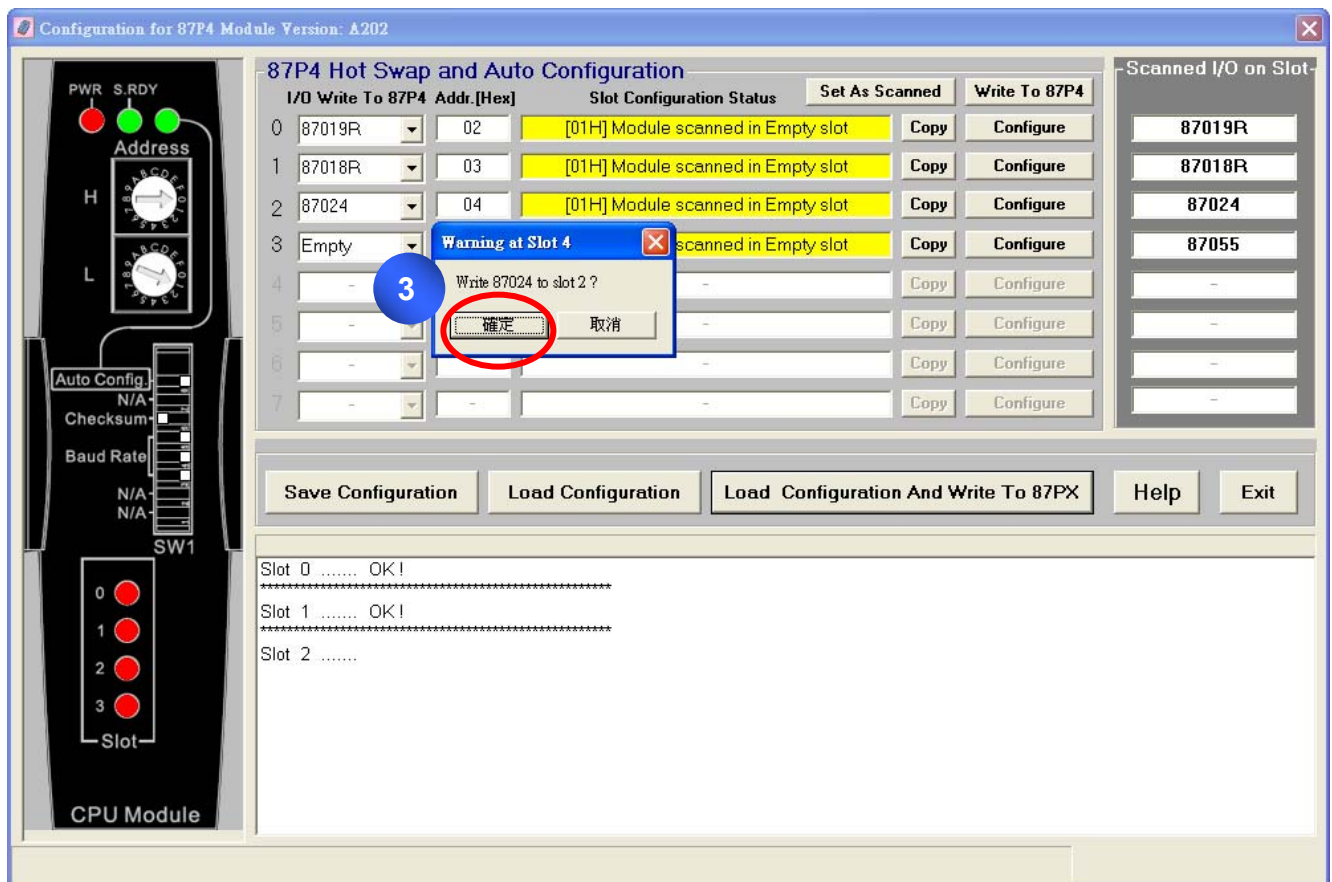 Configuration for 87P4 Module Version: A202
PWR S.RDY
Address
H
L
Auto Config.
N/A
Checksum
Baud Rate
N/A
N/A
SW1
0
1
2
3
Slot
CPU Module
87P4 Hot Swap and Auto Configuration
I/O Write To 87P4 Addr.[Hex] Slot Configuration Status Set As Scanned Write To 87P4
0 87019R 02 [01H] Module scanned in Empty slot Copy Configure
1 87018R 03 [01H] Module scanned in Empty slot Copy Configure
2 87024 04 [01H] Module scanned in Empty slot Copy Configure
3 Empty scanned in Empty slot Copy Configure
4 - - Copy Configure
5 - - Copy Configure
6 - - Copy Configure
7 - - - Copy Configure
Scanned I/O on Slot
87019R
87018R
87024
87055
-
-
-
-
Warning at Slot 4
Write 87024 to slot 2 ?
確定 取消
3
Save Configuration Load Configuration Load Configuration And Write To 87PX Help Exit
Slot 0 ....... OK!
******************************************************
Slot 1 ....... OK!
******************************************************
Slot 2 .......